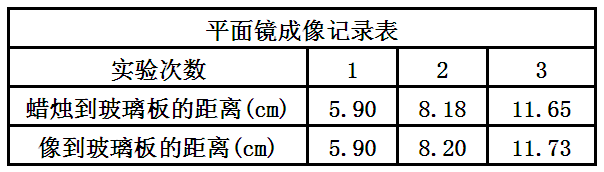 平面镜成像记录表
实验次数 1 2 3
蜡烛到玻璃板的距离(cm) 5.90 8.18 11.65
像到玻璃板的距离(cm) 5.90 8.20 11.73